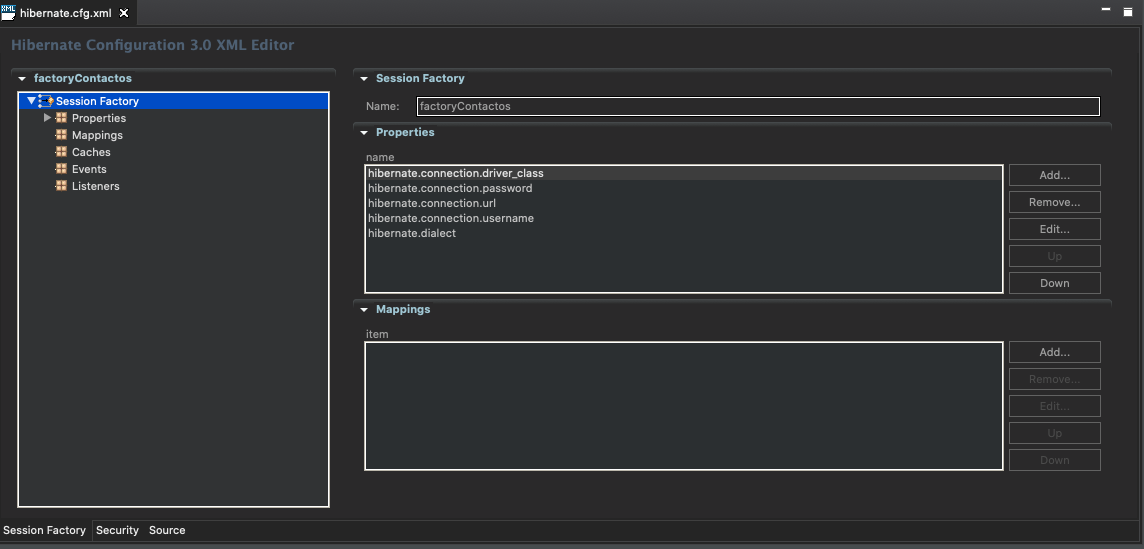 XML
hibernate.cfg.xml
Hibernate Configuration 3.0 XML Editor
factoryContactos
Session Factory
Properties
Mappings
Caches
Events
Listeners
Session Factory
Name: factoryContactos
Properties
name
hibernate.connection.driver_class
hibernate.connection.password
hibernate.connection.url
hibernate.connection.username
hibernate.dialect
Add...
Remove...
Edit...
Up
Down
Mappings
item
Add...
Remove...
Edit...
Up
Down
Session Factory Security Source